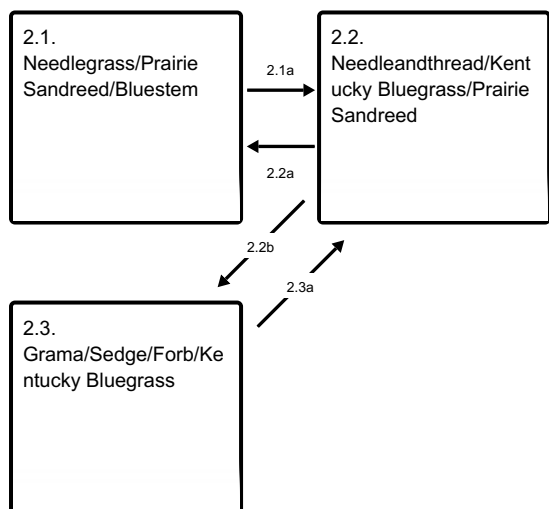 2.1.
Needlegrass/Prairie
Sandreed/Bluestem
2.1a
2.2.
Needleandthread/Kent
ucky Bluegrass/Prairie
Sandreed
2.2a
2.2b
2.3a
2.3.
Grama/Sedge/Forb/Ke
ntucky Bluegrass